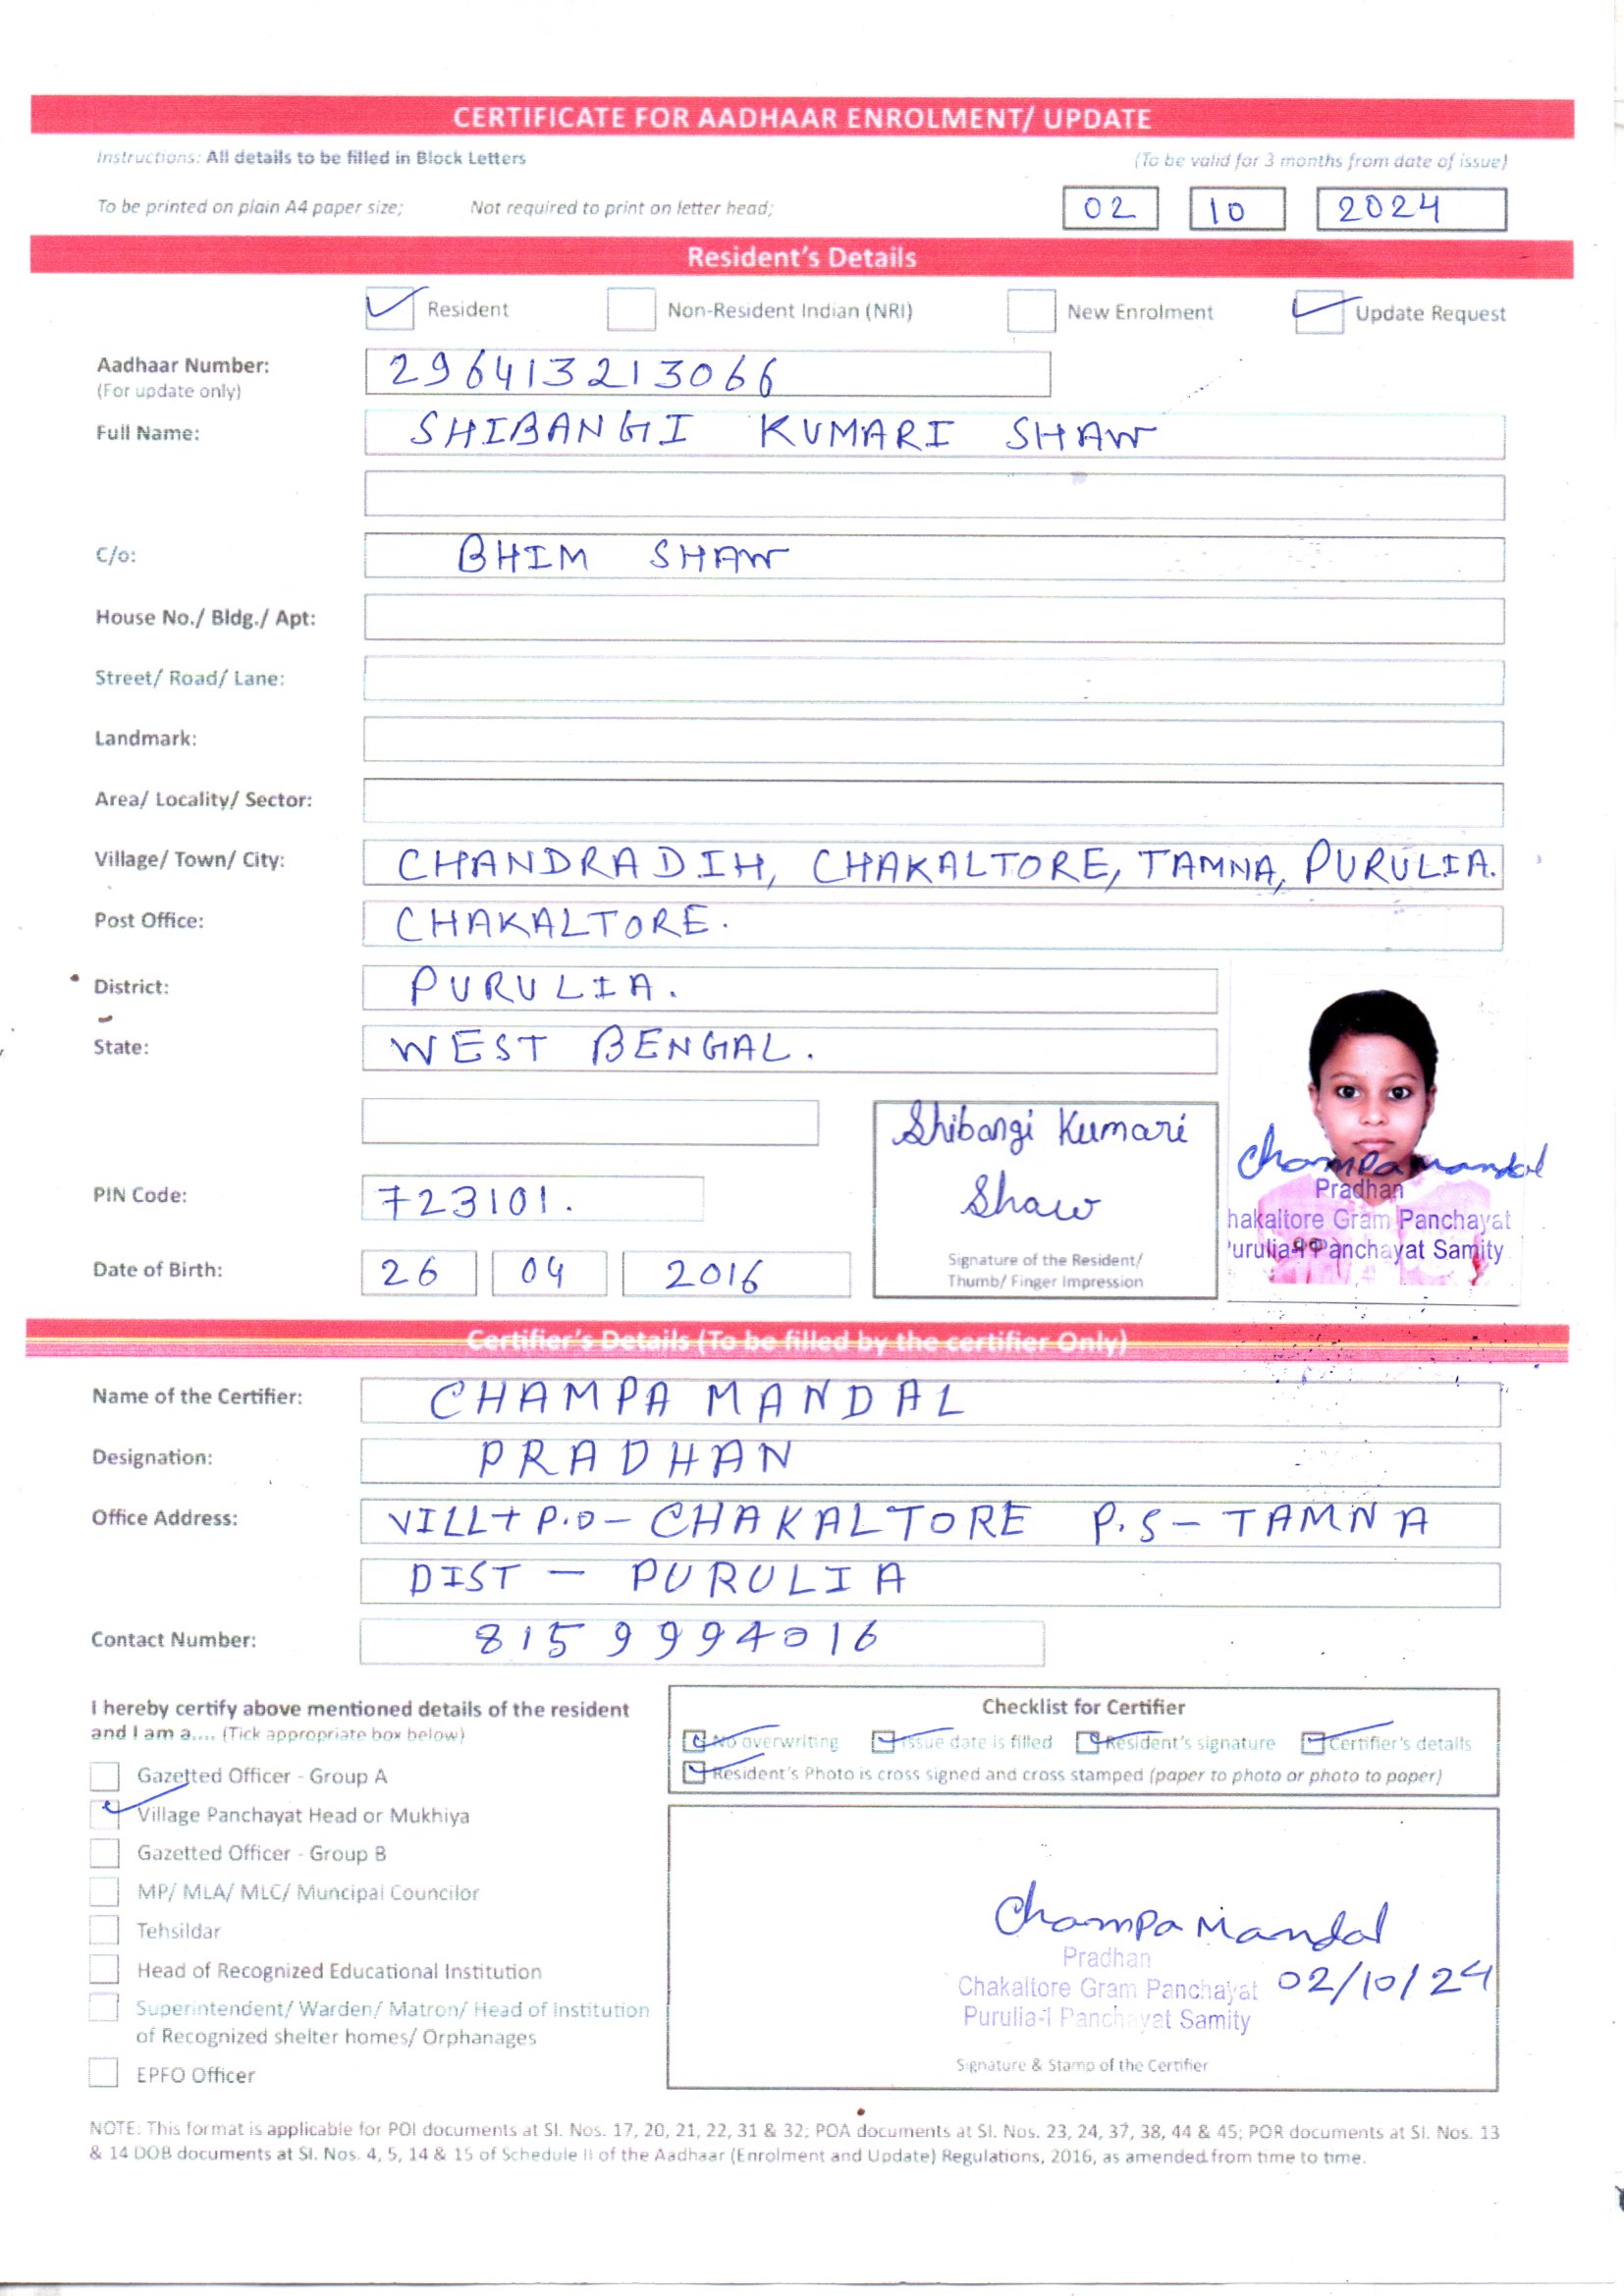 CERTIFICATE FOR AADHAAR ENROLMENT/ UPDATE
Instructions: All details to be filled in Block Letters
(To be valid for 3 months from date of issue)
To be printed on plain A4 paper size; Not required to print on letter head;
02 10 2024
Resident's Details
Resident Non-Resident Indian (NRI) New Enrolment Update Request
Aadhaar Number: 296413213066
(For update only)
Full Name: SHIBANGI KUMARI SHAW
C/o: BHIM SHAW
House No./ Bldg./ Apt:
Street/ Road/ Lane:
Landmark:
Area/ Locality/ Sector:
Village/ Town/ City: CHANDRADIH, CHAKALTORE, TAMNA, PURULIA.
Post Office: CHAKALTORE.
District: PURULIA.
State: WEST BENGAL.
Shibangi Kumari
Shaw
Champa Mandal
Pradhan
hakaltore Gram Panchayat
Purulia-I Panchayat Samity
PIN Code: 723101.
Signature of the Resident/
Thumb/ Finger Impression
Date of Birth: 26 04 2016
Certifier's Details (To be filled by the certifier Only)
Name of the Certifier: CHAMPA MANDAL
Designation: PRADHAN
Office Address: VILL+P.O- CHAKALTORE P.S- TAMNA
DIST - PURULIA
Contact Number: 8159994016
I hereby certify above mentioned details of the resident
and I am a.... (Tick appropriate box below)
Gazetted Officer - Group A
Village Panchayat Head or Mukhiya
Gazetted Officer - Group B
MP/ MLA/ MLC/ Muncipal Councilor
Tehsildar
Head of Recognized Educational Institution
Superintendent/ Warden/ Matron/ Head of Institution
of Recognized shelter homes/ Orphanages
EPFO Officer
Checklist for Certifier
No overwriting Issue date is filled Resident's signature Certifier's details
Resident's Photo is cross signed and cross stamped (paper to photo or photo to paper)
Champa Mandal
Pradhan
Chakaltore Gram Panchayat 02/10/24
Purulia-I Panchayat Samity
Signature & Stamp of the Certifier
NOTE: This format is applicable for POI documents at Sl. Nos. 17, 20, 21, 22, 31 & 32; POA documents at Sl. Nos. 23, 24, 37, 38, 44 & 45; POR documents at Sl. Nos. 13
& 14 DOB documents at Sl. Nos. 4, 5, 14 & 15 of Schedule II of the Aadhaar (Enrolment and Update) Regulations, 2016, as amended from time to time.